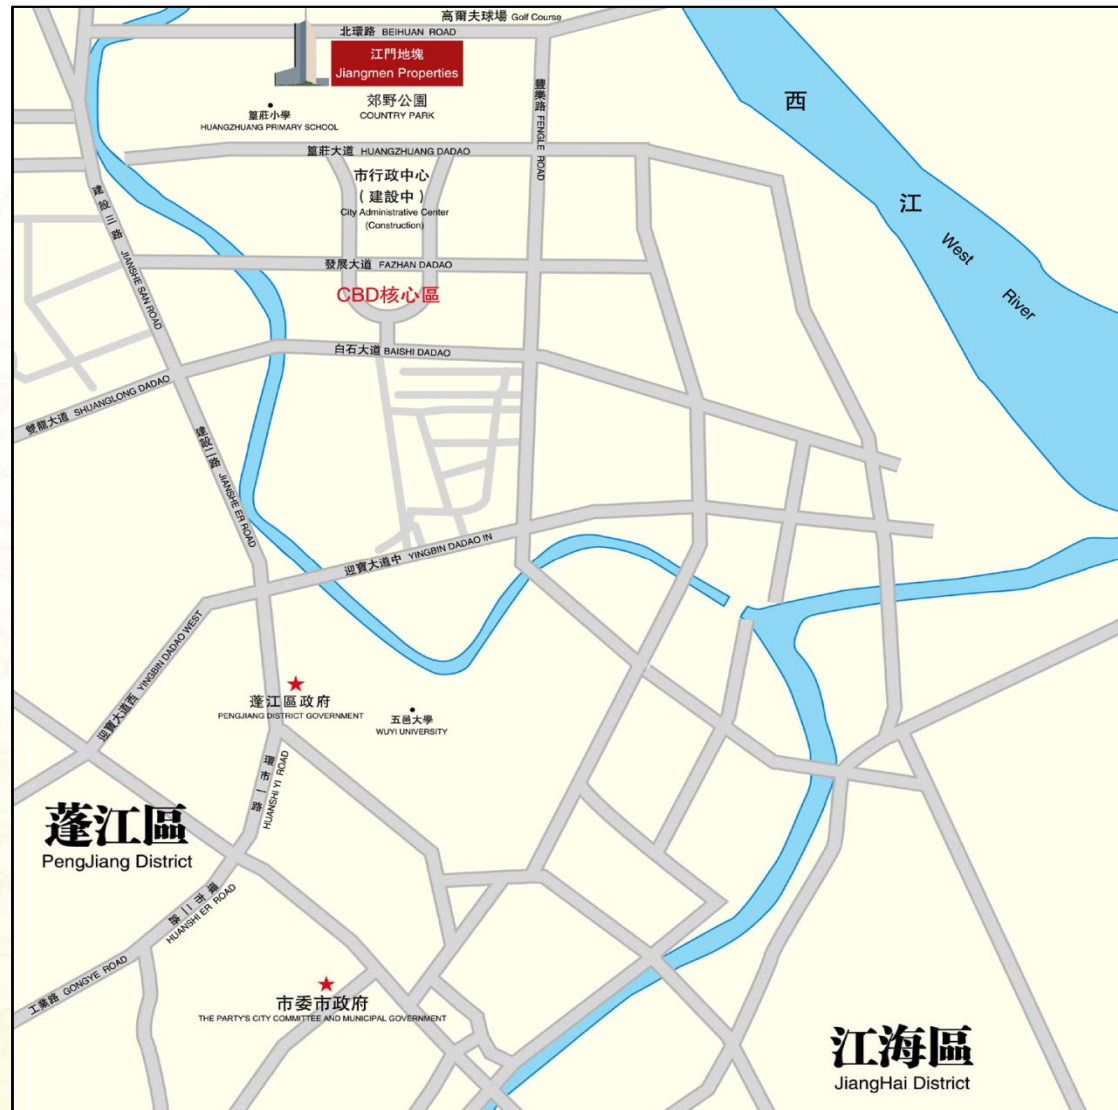 高爾夫球場 Golf Course
北環路 BEIHUAN ROAD
江門地塊
Jiangmen Properties
郊野公園
COUNTRY PARK
篁莊小學
HUANGZHUANG PRIMARY SCHOOL
豐樂路 FENGLE ROAD
西江
West River
篁莊大道 HUANGZHUANG DADAO
市行政中心
(建設中)
City Administrative Center
(Construction)
建設三路 JIANSHE SAN ROAD
發展大道 FAZHAN DADAO
CBD核心區
白石大道 BAISHI DADAO
雙龍大道 SHUANGLONG DADAO
建設二路 JIANSHE ER ROAD
迎賓大道中 YINGBIN DADAO IN
迎賓大道西 YINGBIN DADAO WEST
蓬江區政府
PENGJIANG DISTRICT GOVERNMENT
五邑大學
WUYI UNIVERSITY
環市一路 HUANSHI YI ROAD
蓬江區
PengJiang District
環市二路 HUANSHI ER ROAD
工業路 GONGYE ROAD
市委市政府
THE PARTY'S CITY COMMITTEE AND MUNICIPAL GOVERNMENT
江海區
JiangHai District